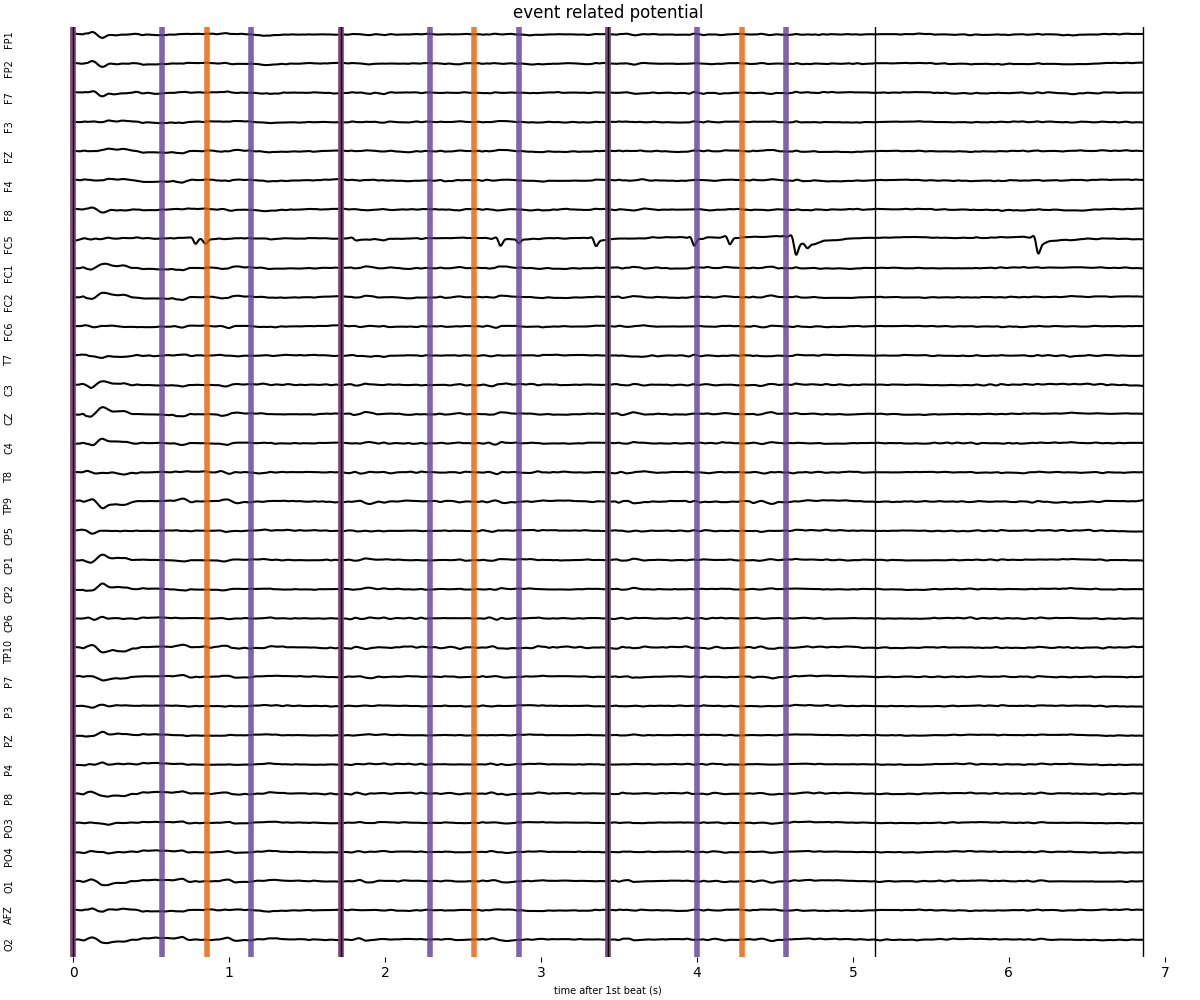 event related potential
FP1
FP2
F7
F3
FZ
F4
F8
FC5
FC1
FC2
FC6
T7
C3
CZ
C4
T8
TP9
CP5
CP1
CP2
CP6
TP10
P7
P3
PZ
P4
P8
PO3
PO4
O1
AFZ
O2
0 1 2 3 4 5 6 7
time after 1st beat (s)